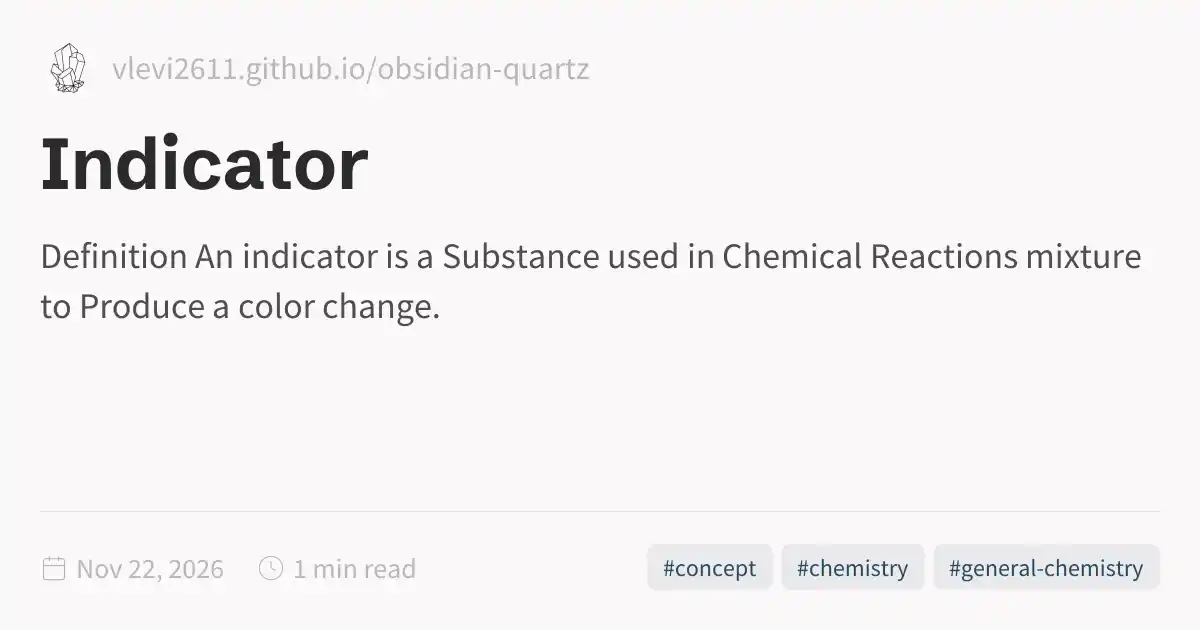 vlevi2611.github.io/obsidian-quartz
Indicator
Definition An indicator is a Substance used in Chemical Reactions mixture
to Produce a color change.
Nov 22, 2026 1 min read #concept #chemistry #general-chemistry